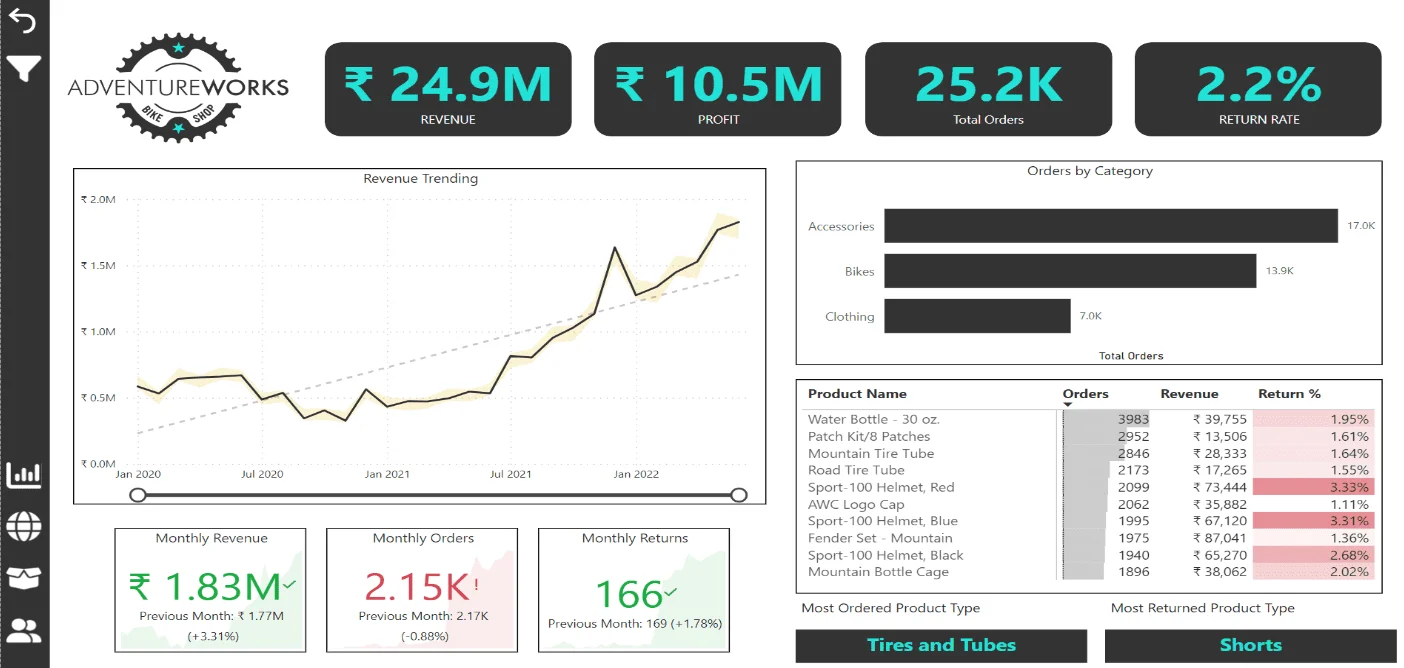 ADVENTUREWORKS
BIKE SHOP
₹ 24.9M
REVENUE
₹ 10.5M
PROFIT
25.2K
Total Orders
2.2%
RETURN RATE
Revenue Trending
₹ 2.0M
₹ 1.5M
₹ 1.0M
₹ 0.5M
₹ 0.0M
Jan 2020 Jul 2020 Jan 2021 Jul 2021 Jan 2022
Orders by Category
Accessories 17.0K
Bikes 13.9K
Clothing 7.0K
Total Orders
Product Name Orders Revenue Return %
Water Bottle - 30 oz. 3983 ₹ 39,755 1.95%
Patch Kit/8 Patches 2952 ₹ 13,506 1.61%
Mountain Tire Tube 2846 ₹ 28,333 1.64%
Road Tire Tube 2173 ₹ 17,265 1.55%
Sport-100 Helmet, Red 2099 ₹ 73,444 3.33%
AWC Logo Cap 2062 ₹ 35,882 1.11%
Sport-100 Helmet, Blue 1995 ₹ 67,120 3.31%
Fender Set - Mountain 1975 ₹ 87,041 1.36%
Sport-100 Helmet, Black 1940 ₹ 65,270 2.68%
Mountain Bottle Cage 1896 ₹ 38,062 2.02%
Monthly Revenue
₹ 1.83M✓
Previous Month: ₹ 1.77M
(+3.31%)
Monthly Orders
2.15K!
Previous Month: 2.17K
(-0.88%)
Monthly Returns
166✓
Previous Month: 169 (+1.78%)
Most Ordered Product Type
Tires and Tubes
Most Returned Product Type
Shorts